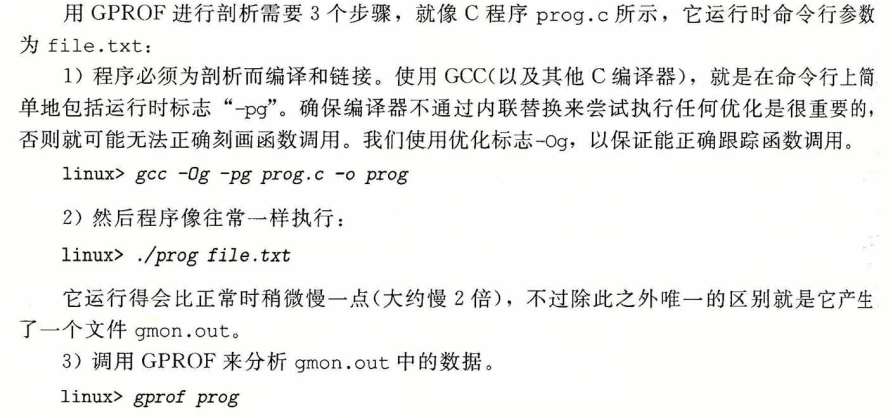 用 GPROF 进行剖析需要 3 个步骤，就像 C 程序 prog.c 所示，它运行时命令行参数
为 file.txt：
1）程序必须为剖析而编译和链接。使用 GCC(以及其他 C 编译器)，就是在命令行上简
单地包括运行时标志“-pg”。确保编译器不通过内联替换来尝试执行任何优化是很重要的，
否则就可能无法正确刻画函数调用。我们使用优化标志-Og，以保证能正确跟踪函数调用。
linux> gcc -Og -pg prog.c -o prog
2）然后程序像往常一样执行：
linux> ./prog file.txt
它运行得会比正常时稍微慢一点(大约慢 2 倍)，不过除此之外唯一的区别就是它产生
了一个文件 gmon.out。
3）调用 GPROF 来分析 gmon.out 中的数据。
linux> gprof prog